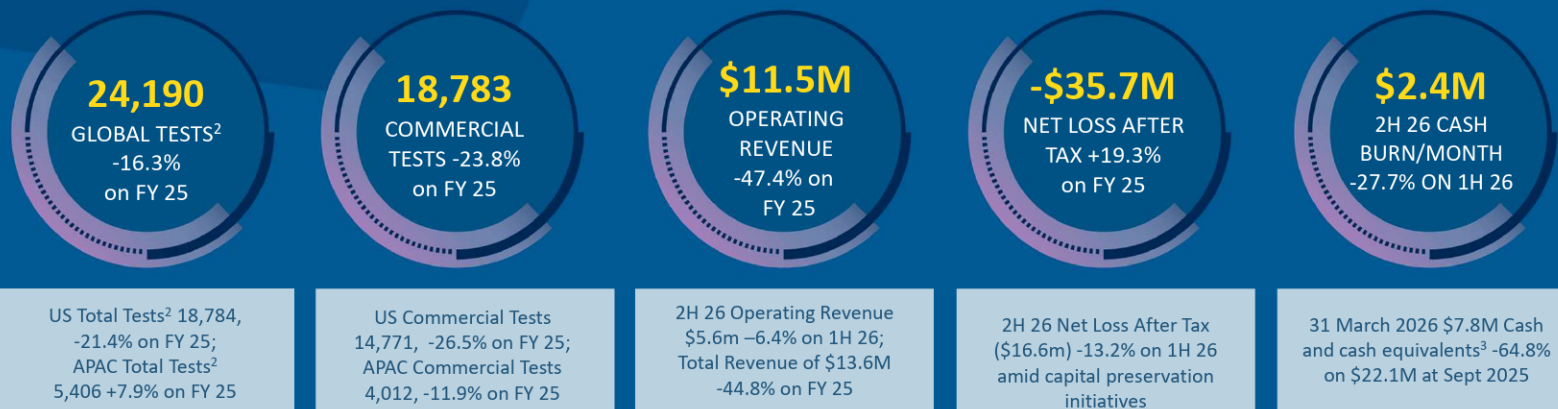 24,190
GLOBAL TESTS²
-16.3%
on FY 25
18,783
COMMERCIAL
TESTS -23.8%
on FY 25
$11.5M
OPERATING
REVENUE
-47.4% on
FY 25
-$35.7M
NET LOSS AFTER
TAX +19.3%
on FY 25
$2.4M
2H 26 CASH
BURN/MONTH
-27.7% ON 1H 26
US Total Tests² 18,784,
-21.4% on FY 25;
APAC Total Tests²
5,406 +7.9% on FY 25
US Commercial Tests
14,771, -26.5% on FY 25;
APAC Commercial Tests
4,012, -11.9% on FY 25
2H 26 Operating Revenue
$5.6m –6.4% on 1H 26;
Total Revenue of $13.6M
-44.8% on FY 25
2H 26 Net Loss After Tax
($16.6m) -13.2% on 1H 26
amid capital preservation
initiatives
31 March 2026 $7.8M Cash
and cash equivalents³ -64.8%
on $22.1M at Sept 2025